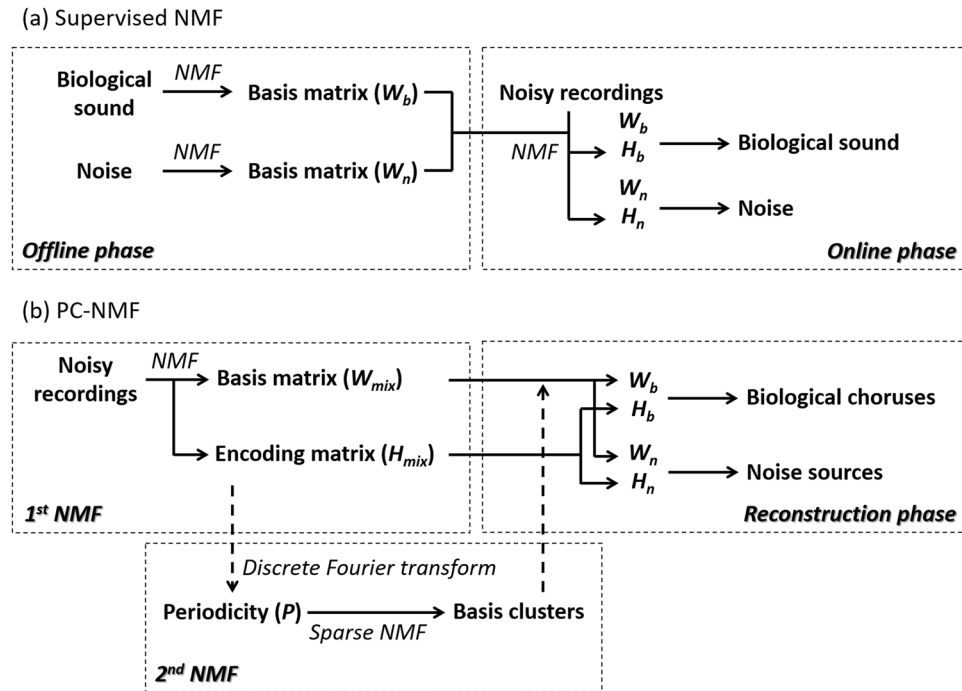 (a) Supervised NMF
Biological
sound
NMF
Basis matrix (Wb)
Noise
NMF
Basis matrix (Wn)
Offline phase
Noisy recordings
NMF
Wb
Hb
Biological sound
Wn
Hn
Noise
Online phase
(b) PC-NMF
Noisy
recordings
NMF
Basis matrix (Wmix)
Encoding matrix (Hmix)
1st NMF
Wb
Hb
Biological choruses
Wn
Hn
Noise sources
Reconstruction phase
Discrete Fourier transform
Periodicity (P)
Sparse NMF
Basis clusters
2nd NMF